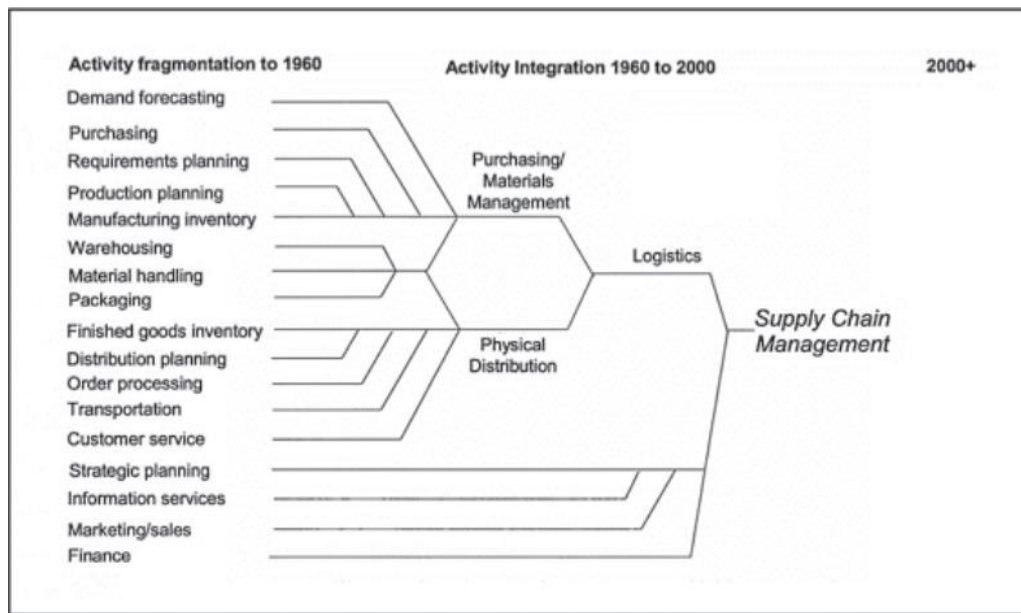 Activity fragmentation to 1960
Activity Integration 1960 to 2000
2000+
Demand forecasting
Purchasing
Requirements planning
Production planning
Manufacturing inventory
Warehousing
Material handling
Packaging
Finished goods inventory
Distribution planning
Order processing
Transportation
Customer service
Strategic planning
Information services
Marketing/sales
Finance
Purchasing/
Materials
Management
Physical
Distribution
Logistics
Supply Chain
Management